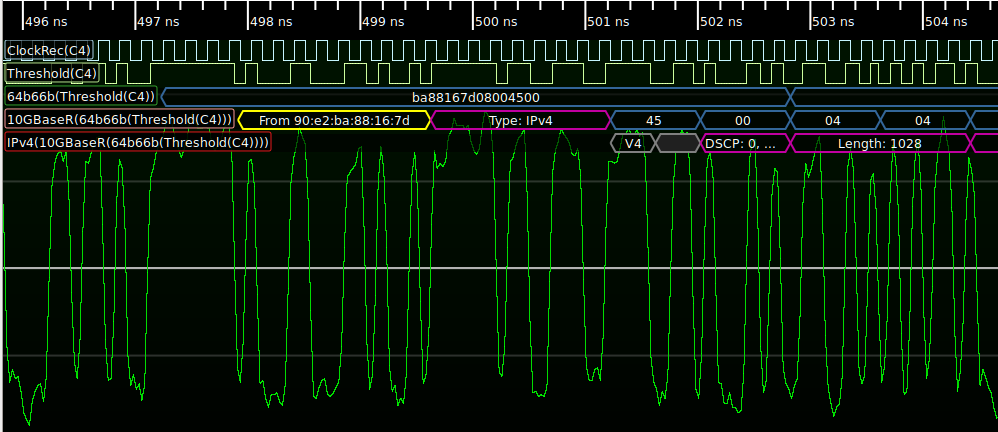 496 ns 497 ns 498 ns 499 ns 500 ns 501 ns 502 ns 503 ns 504 ns
ClockRec(C4)
Threshold(C4)
64b66b(Threshold(C4)) ba88167d08004500
10GBaseR(64b66b(Threshold(C4))) From 90:e2:ba:88:16:7d Type: IPv4 45 00 04 04
IPv4(10GBaseR(64b66b(Threshold(C4)))) V4 DSCP: 0, ... Length: 1028